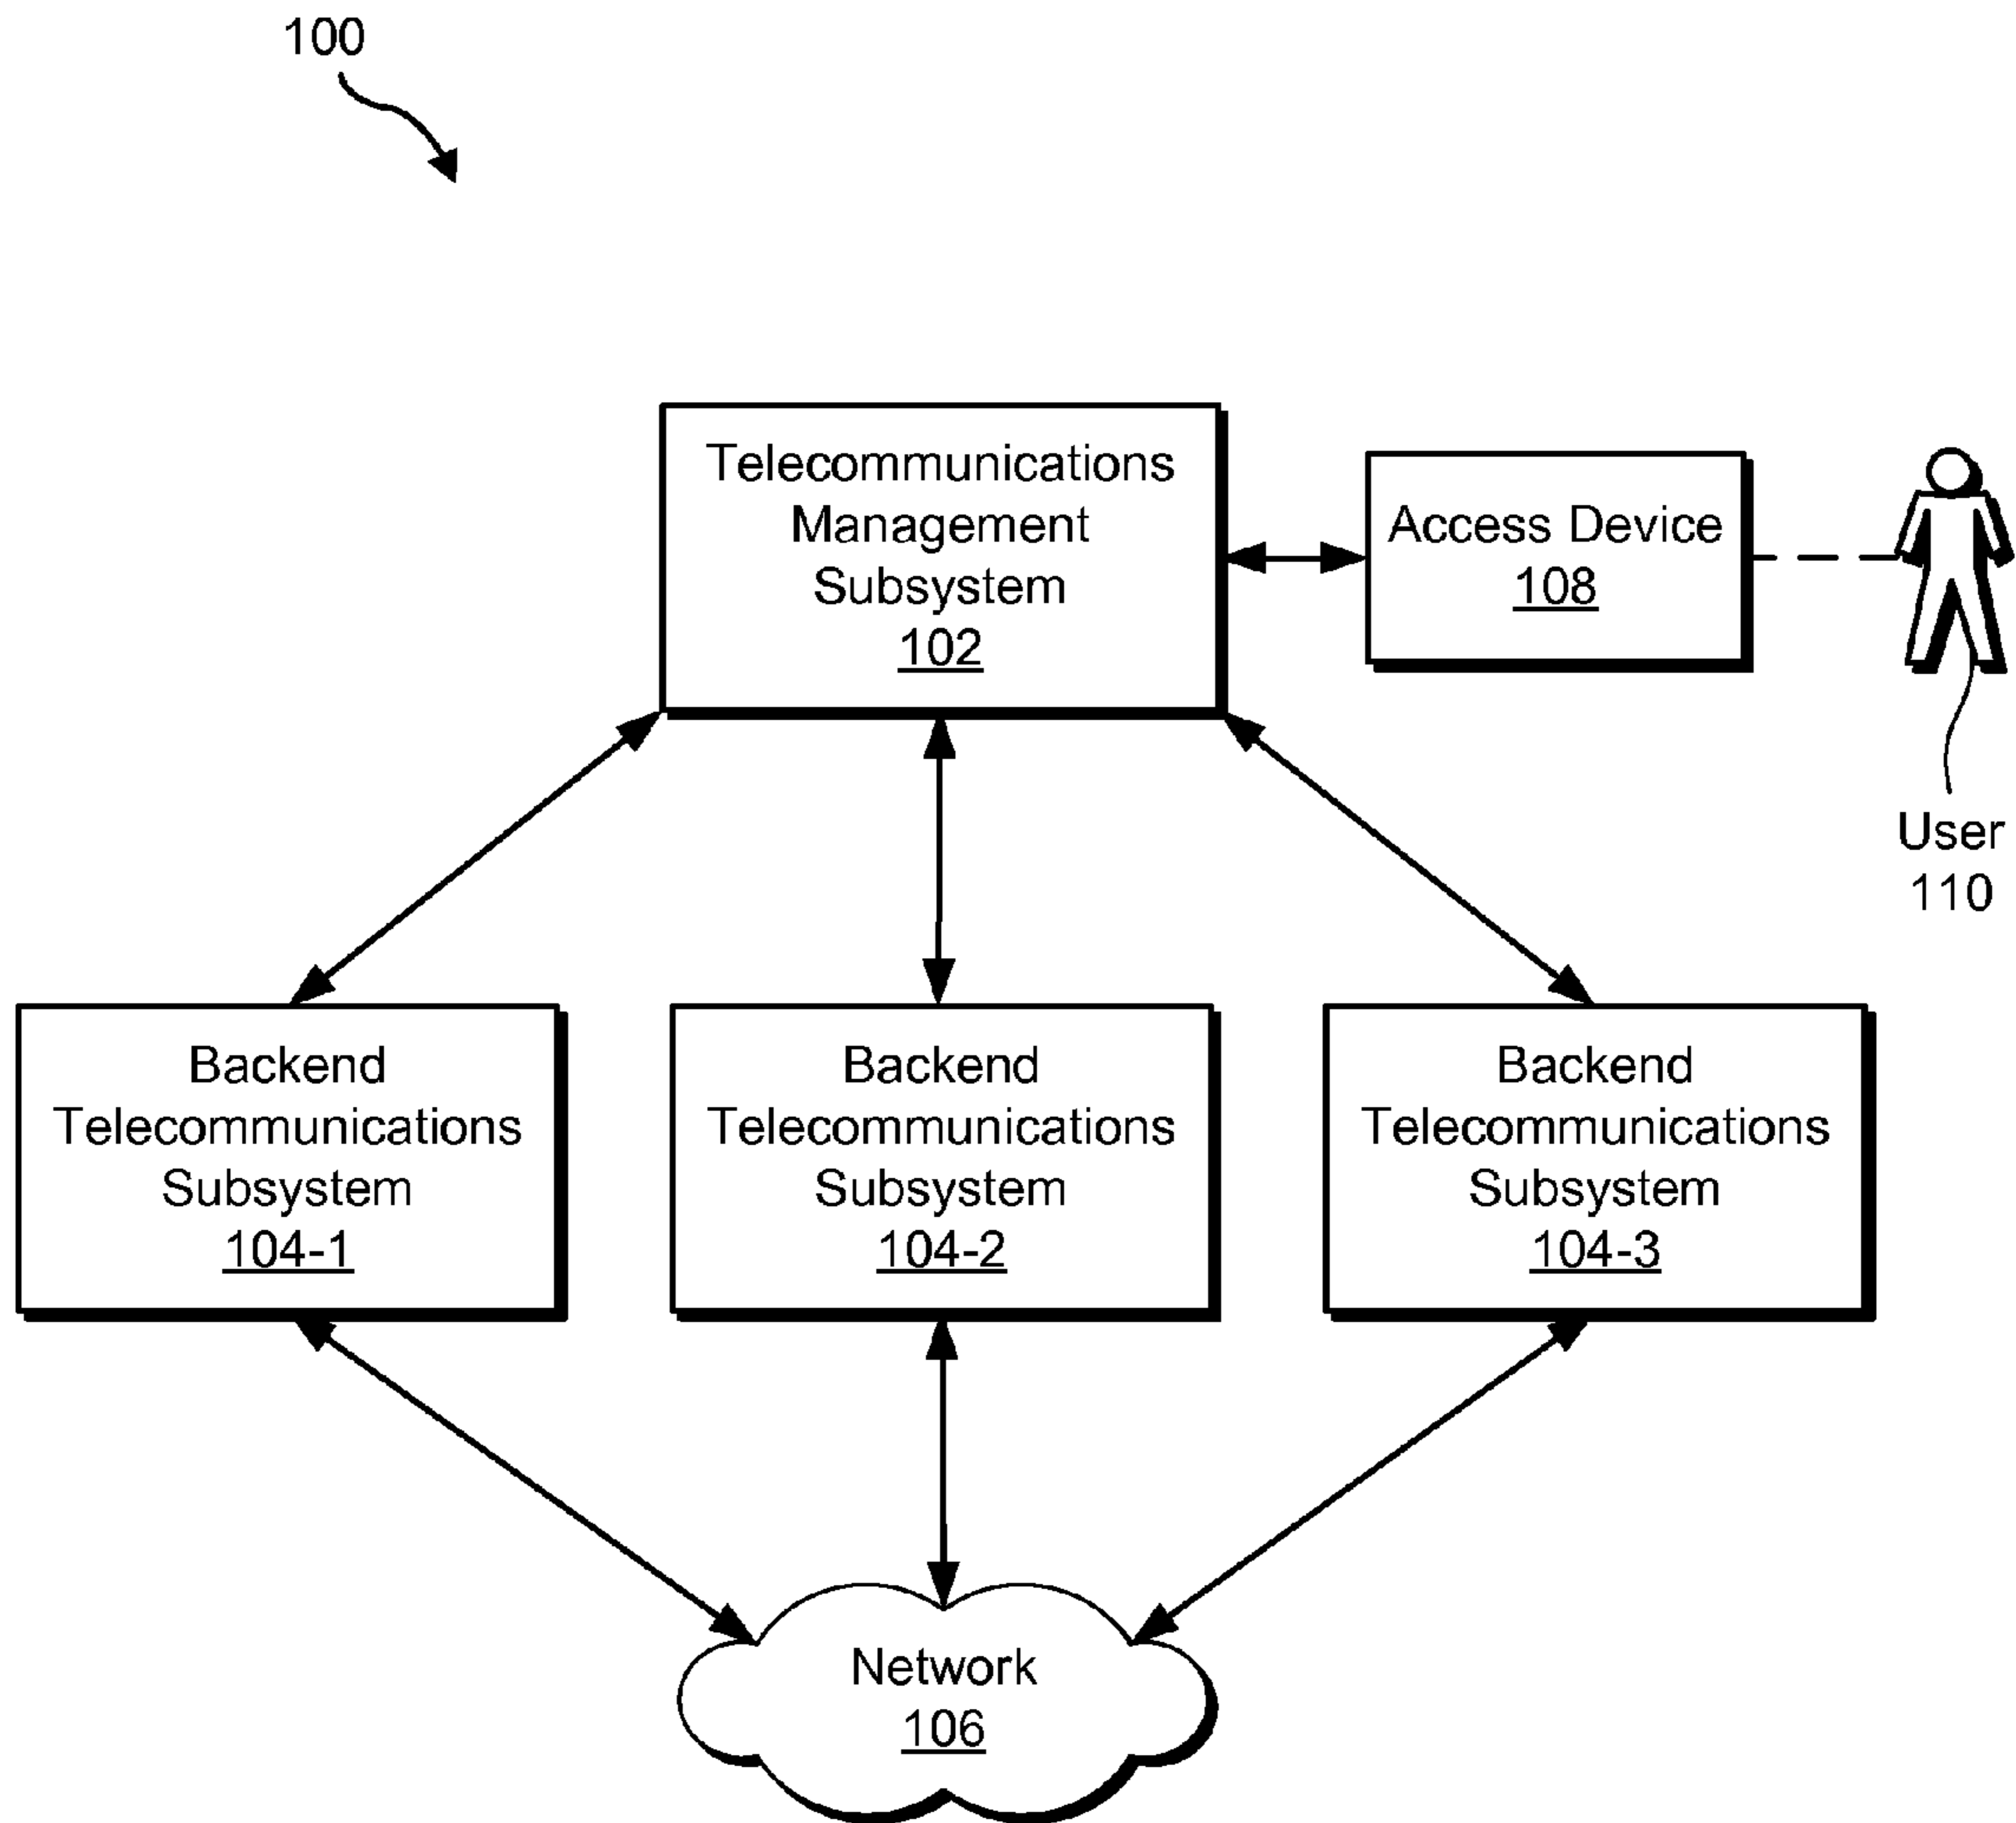 100
Telecommunications
Management
Subsystem
102
Access Device
108
User
110
Backend
Telecommunications
Subsystem
104-1
Backend
Telecommunications
Subsystem
104-2
Backend
Telecommunications
Subsystem
104-3
Network
106